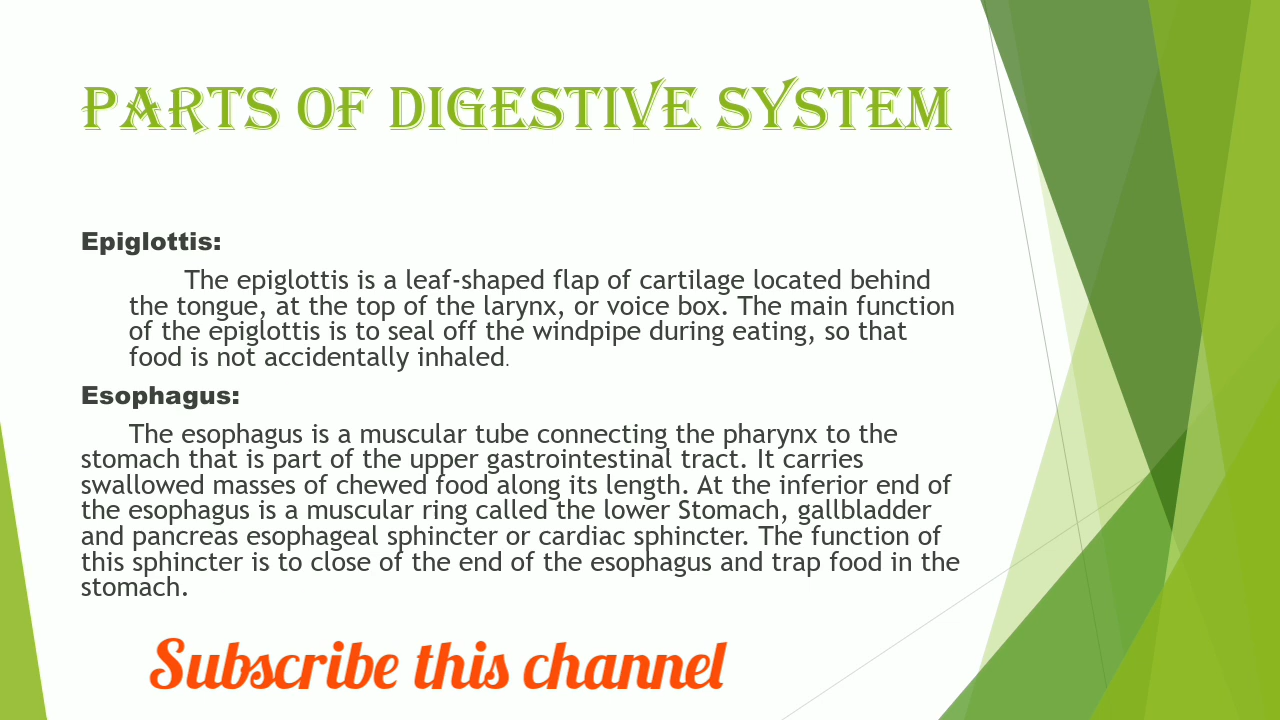 PARTS OF DIGESTIVE SYSTEM
Epiglottis:
The epiglottis is a leaf-shaped flap of cartilage located behind
the tongue, at the top of the larynx, or voice box. The main function
of the epiglottis is to seal off the windpipe during eating, so that
food is not accidentally inhaled.
Esophagus:
The esophagus is a muscular tube connecting the pharynx to the
stomach that is part of the upper gastrointestinal tract. It carries
swallowed masses of chewed food along its length. At the inferior end of
the esophagus is a muscular ring called the lower Stomach, gallbladder
and pancreas esophageal sphincter or cardiac sphincter. The function of
this sphincter is to close of the end of the esophagus and trap food in the
stomach.
Subscribe this channel